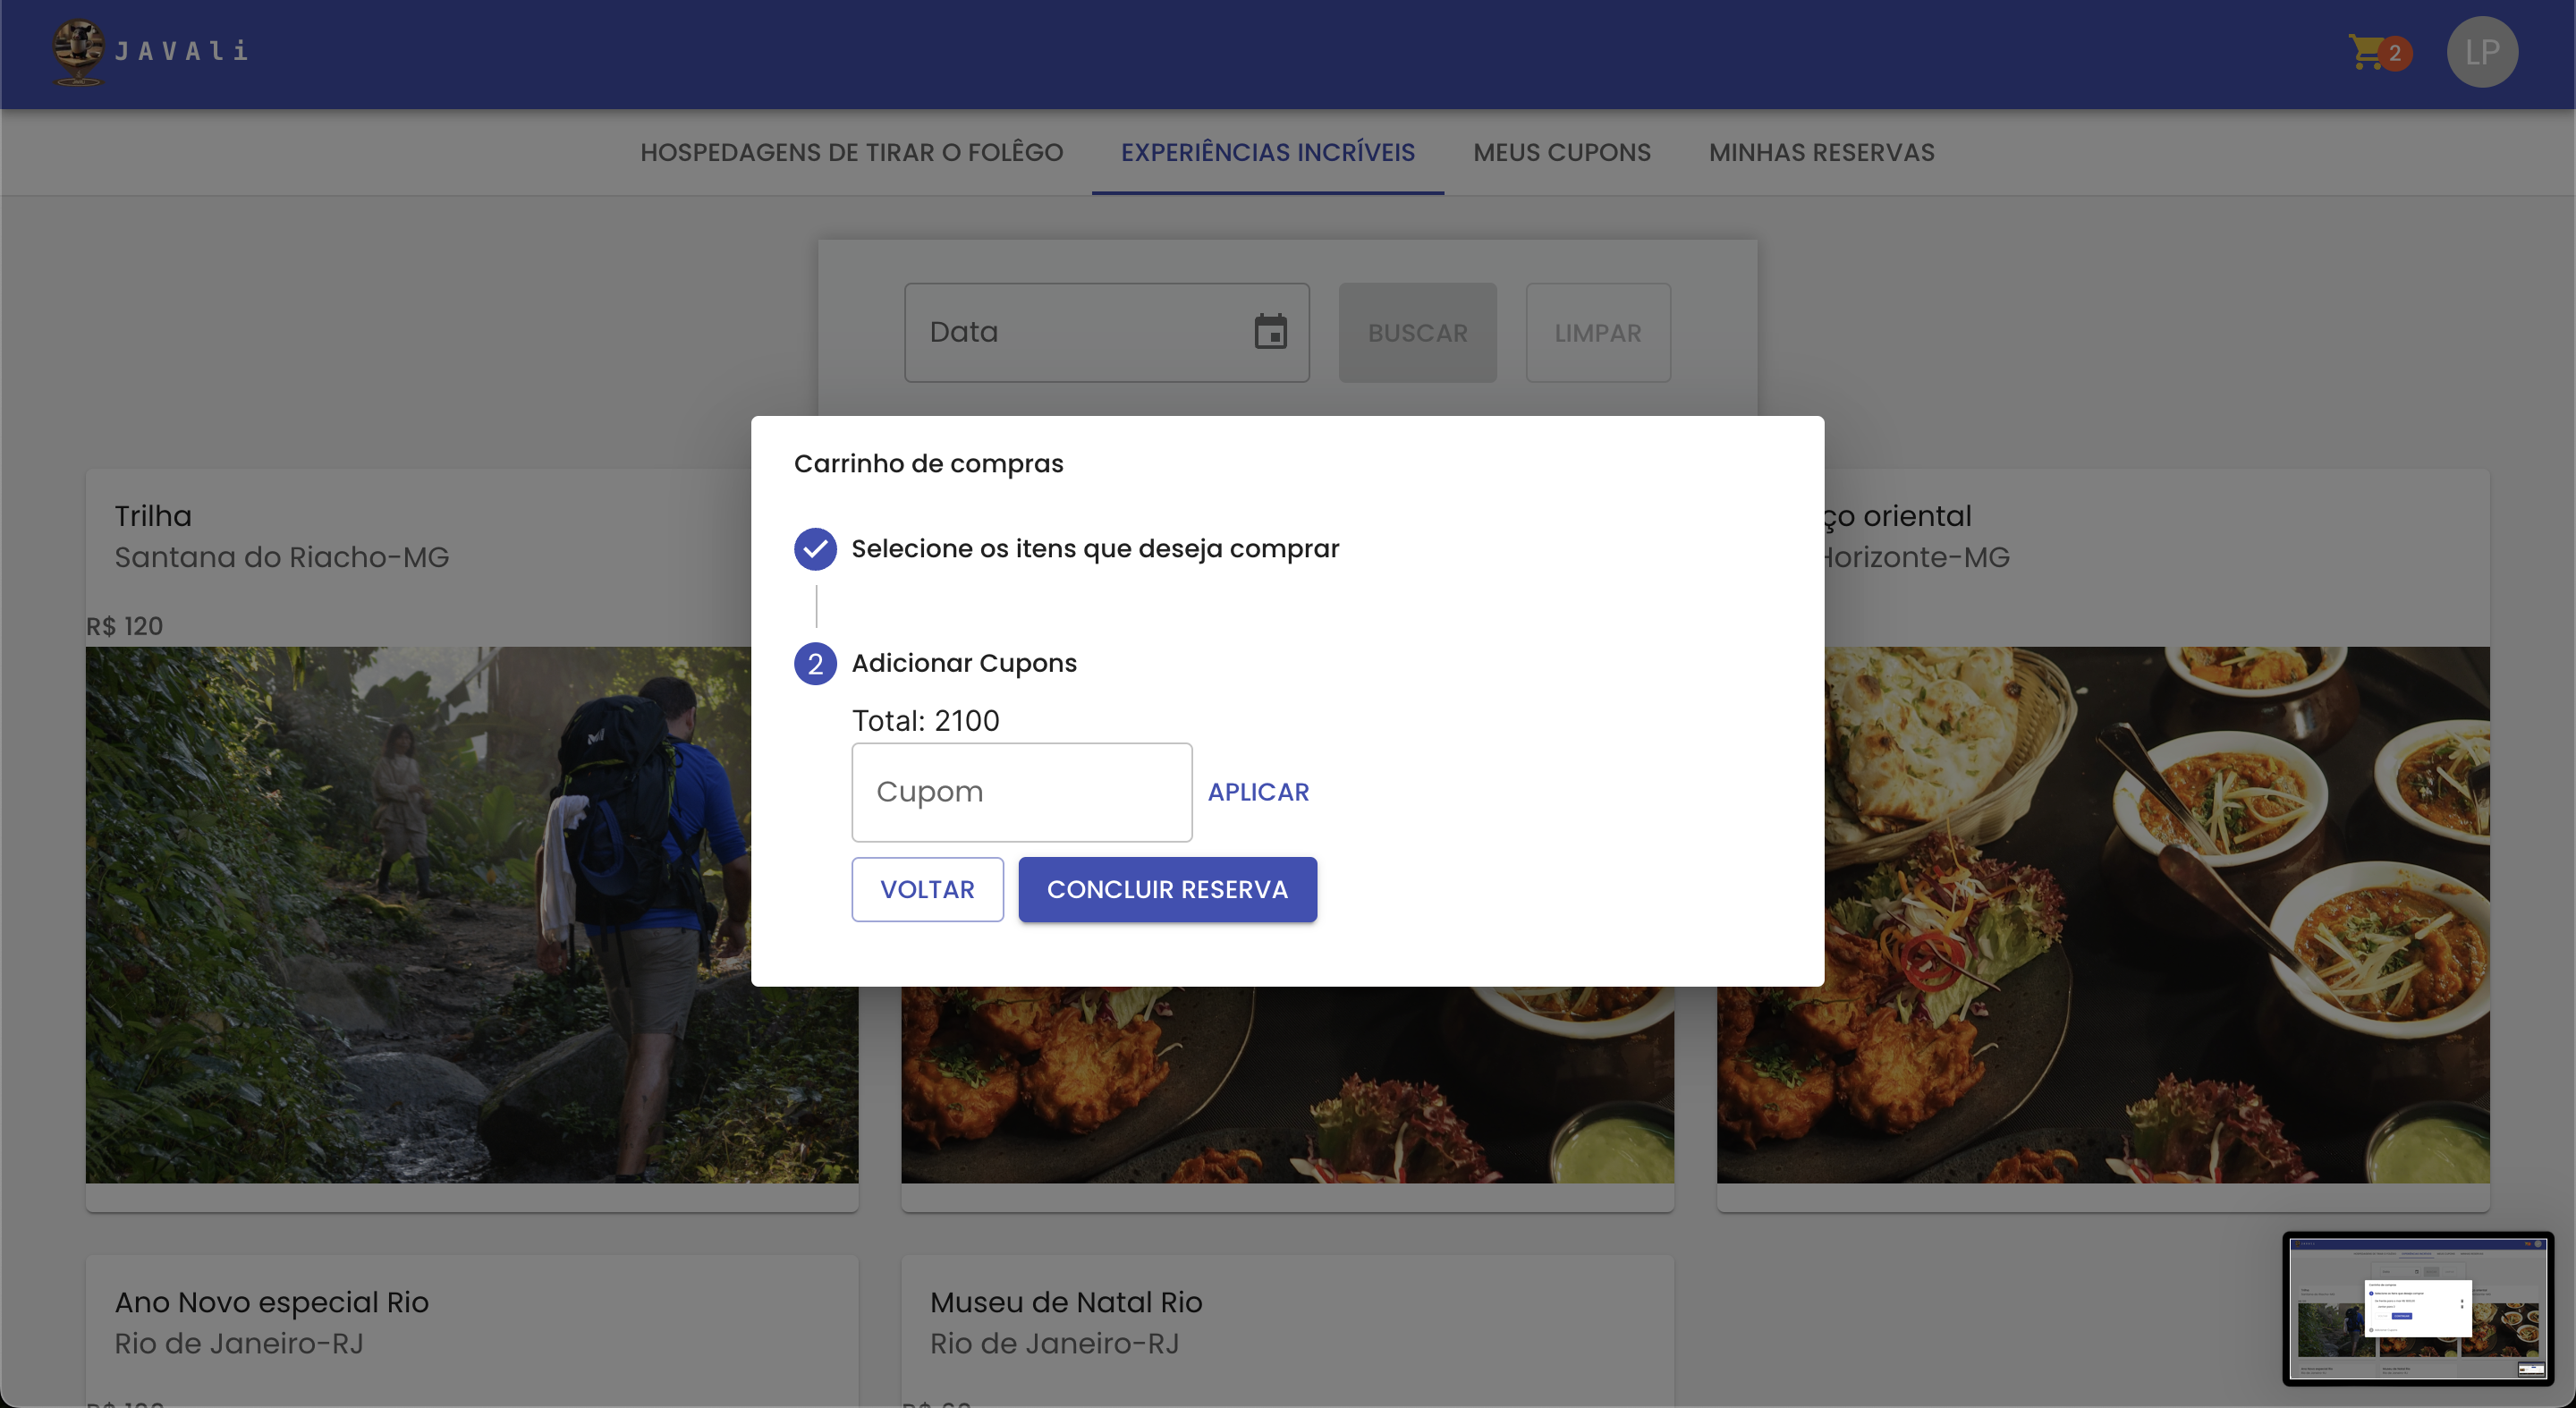 JAVAli
2
LP
HOSPEDAGENS DE TIRAR O FOLÊGO
EXPERIÊNCIAS INCRÍVEIS
MEUS CUPONS
MINHAS RESERVAS
Data
BUSCAR
LIMPAR
Carrinho de compras
Selecione os itens que deseja comprar
2
Adicionar Cupons
Total: 2100
Cupom
APLICAR
VOLTAR
CONCLUIR RESERVA
Trilha
Santana do Riacho-MG
R$ 120
ço oriental
Horizonte-MG
Ano Novo especial Rio
Rio de Janeiro-RJ
Museu de Natal Rio
Rio de Janeiro-RJ